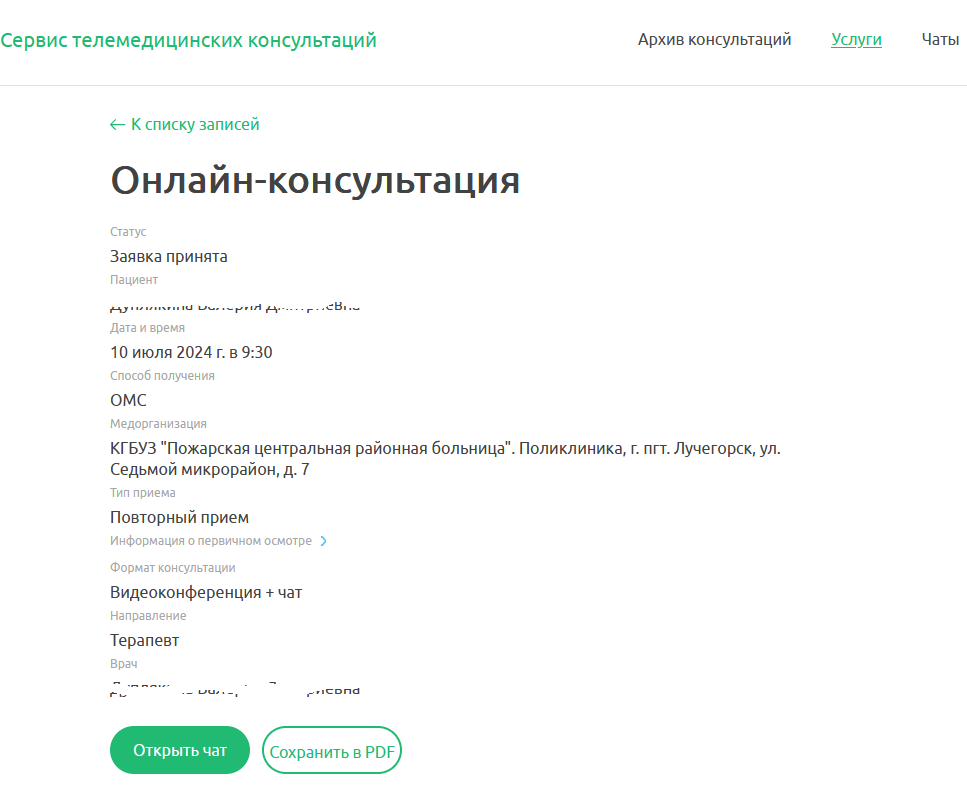 Сервис телемедицинских консультаций
Архив консультаций Услуги Чаты
← К списку записей
Онлайн-консультация
Статус
Заявка принята
Пациент
Дата и время
10 июля 2024 г. в 9:30
Способ получения
ОМС
Медорганизация
КГБУЗ "Пожарская центральная районная больница". Поликлиника, г. пгт. Лучегорск, ул.
Седьмой микрорайон, д. 7
Тип приема
Повторный прием
Информация о первичном осмотре
Формат консультации
Видеоконференция + чат
Направление
Терапевт
Врач
Открыть чат Сохранить в PDF